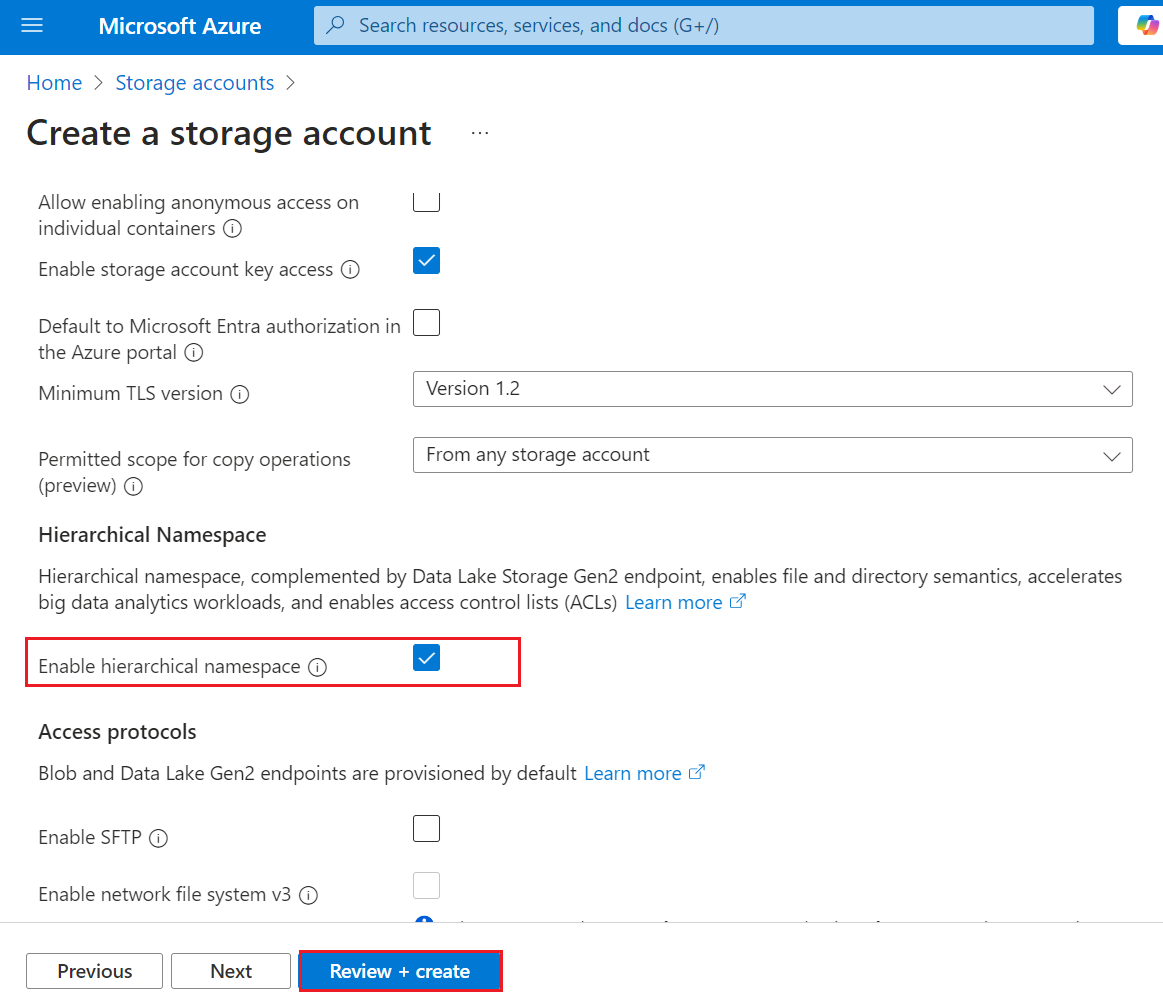 Microsoft Azure
Search resources, services, and docs (G+/)
Home > Storage accounts >
Create a storage account ...
Allow enabling anonymous access on
individual containers
Enable storage account key access
Default to Microsoft Entra authorization in
the Azure portal
Minimum TLS version
Version 1.2
Permitted scope for copy operations
(preview)
From any storage account
Hierarchical Namespace
Hierarchical namespace, complemented by Data Lake Storage Gen2 endpoint, enables file and directory semantics, accelerates
big data analytics workloads, and enables access control lists (ACLs) Learn more
Enable hierarchical namespace
Access protocols
Blob and Data Lake Gen2 endpoints are provisioned by default Learn more
Enable SFTP
Enable network file system v3
Previous
Next
Review + create